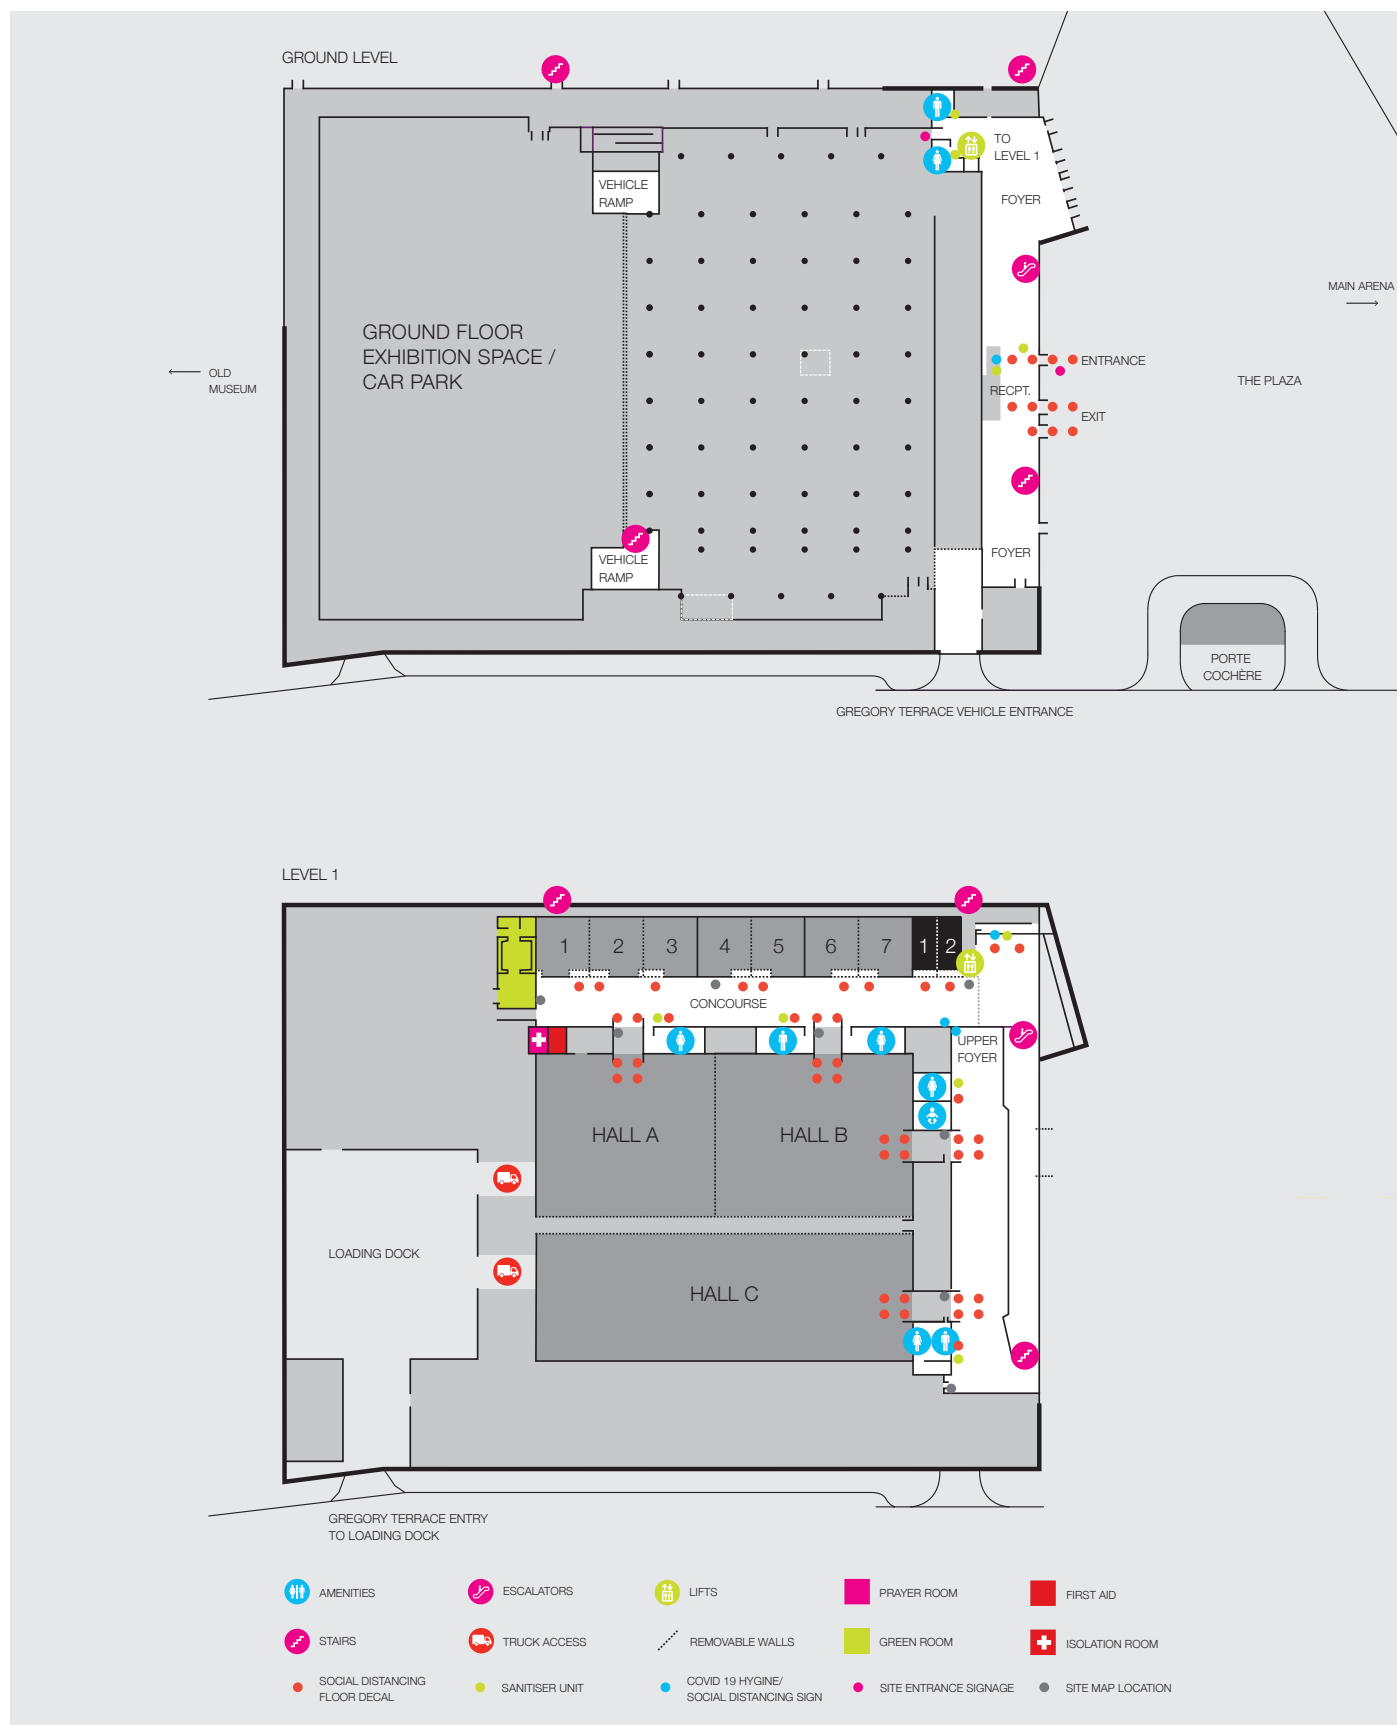 GROUND LEVEL
TO
LEVEL 1
VEHICLE
RAMP
FOYER
MAIN ARENA
GROUND FLOOR
EXHIBITION SPACE /
CAR PARK
OLD
MUSEUM
ENTRANCE
RECPT.
EXIT
THE PLAZA
VEHICLE
RAMP
FOYER
PORTE
COCHÈRE
GREGORY TERRACE VEHICLE ENTRANCE
LEVEL 1
1 2 3 4 5 6 7 1 2
CONCOURSE
UPPER
FOYER
HALL A
HALL B
LOADING DOCK
HALL C
GREGORY TERRACE ENTRY
TO LOADING DOCK
AMENITIES
ESCALATORS
LIFTS
PRAYER ROOM
FIRST AID
STAIRS
TRUCK ACCESS
REMOVABLE WALLS
GREEN ROOM
ISOLATION ROOM
SOCIAL DISTANCING
FLOOR DECAL
SANITISER UNIT
COVID 19 HYGINE/
SOCIAL DISTANCING SIGN
SITE ENTRANCE SIGNAGE
SITE MAP LOCATION